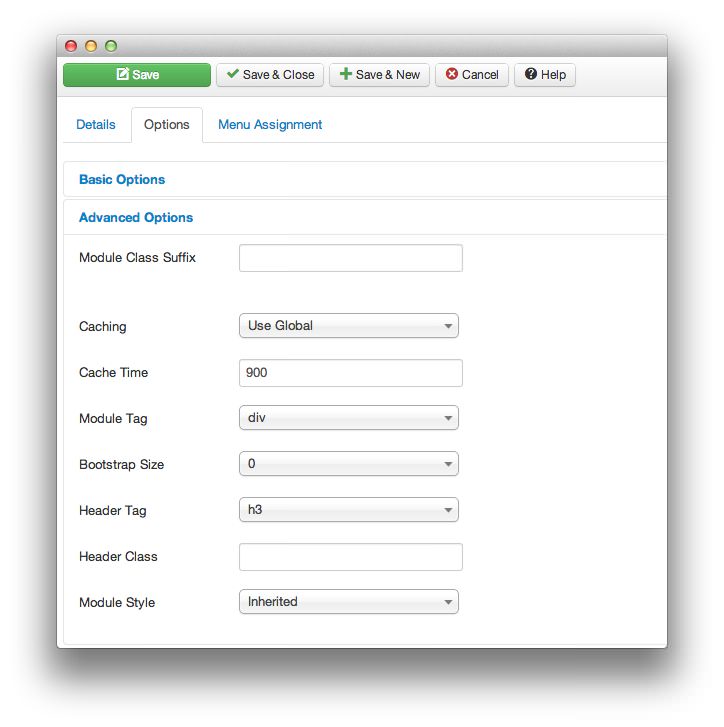 Save Save & Close Save & New Cancel Help
Details Options Menu Assignment
Basic Options
Advanced Options
Module Class Suffix
Caching Use Global
Cache Time 900
Module Tag div
Bootstrap Size 0
Header Tag h3
Header Class
Module Style Inherited